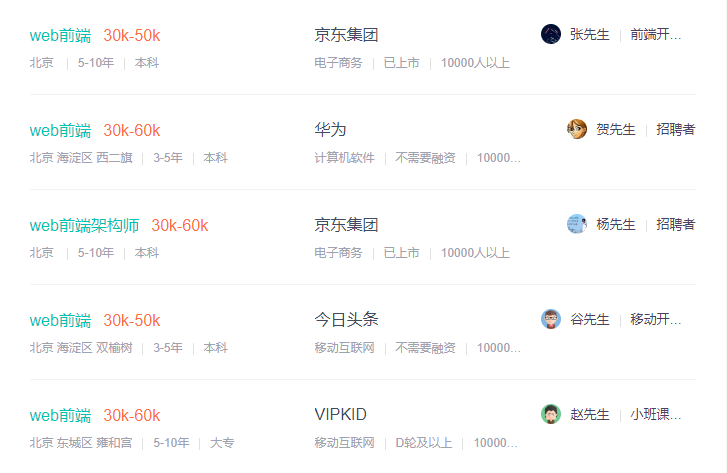 web前端 30k-50k 京东集团 张先生 | 前端开...
北京 | 5-10年 | 本科 电子商务 | 已上市 | 10000人以上
web前端 30k-60k 华为 贺先生 | 招聘者
北京 海淀区 西二旗 | 3-5年 | 本科 计算机软件 | 不需要融资 | 10000...
web前端架构师 30k-60k 京东集团 杨先生 | 招聘者
北京 | 5-10年 | 本科 电子商务 | 已上市 | 10000人以上
web前端 30k-50k 今日头条 谷先生 | 移动开...
北京 海淀区 双榆树 | 3-5年 | 本科 移动互联网 | 不需要融资 | 10000...
web前端 30k-60k VIPKID 赵先生 | 小班课...
北京 东城区 雍和宫 | 5-10年 | 大专 移动互联网 | D轮及以上 | 10000...